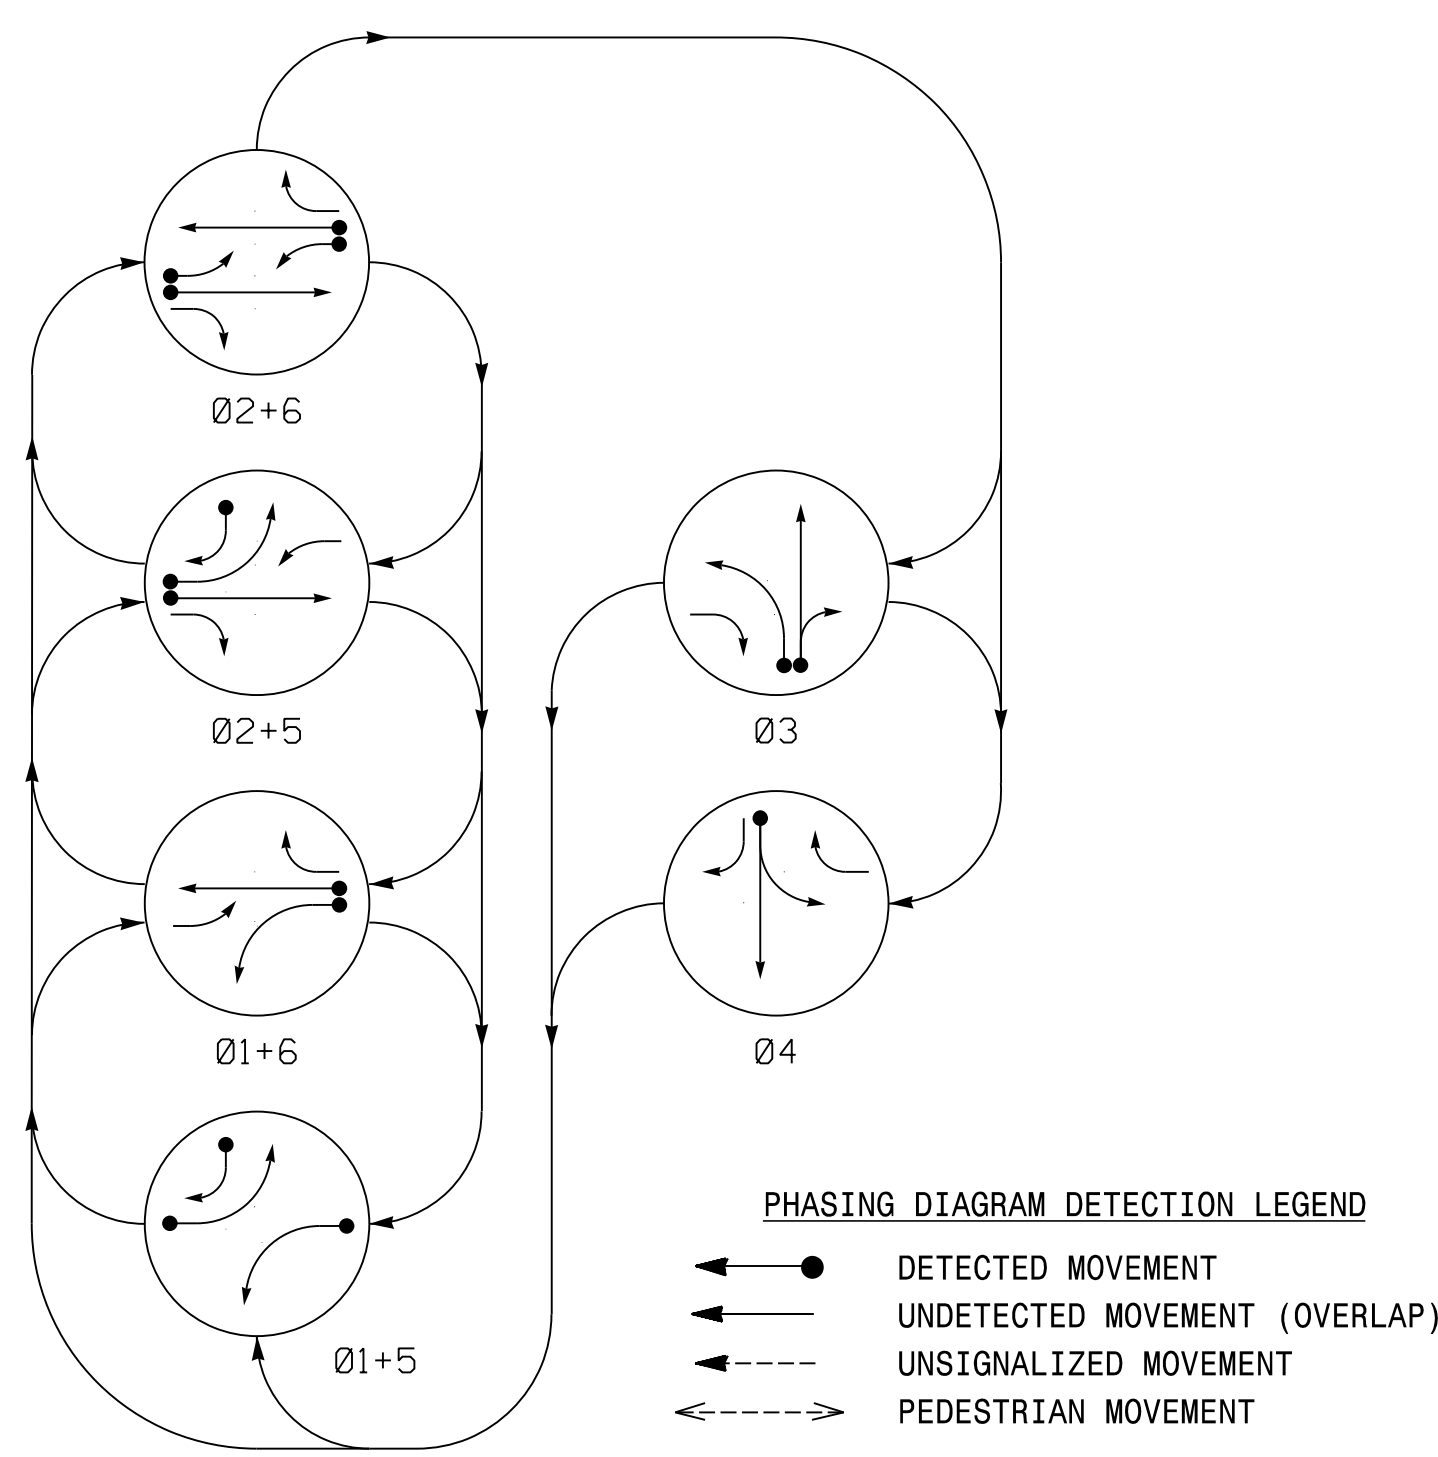 Ø2+6
Ø2+5
Ø3
Ø1+6
Ø4
Ø1+5
PHASING DIAGRAM DETECTION LEGEND
DETECTED MOVEMENT
UNDETECTED MOVEMENT (OVERLAP)
UNSIGNALIZED MOVEMENT
PEDESTRIAN MOVEMENT